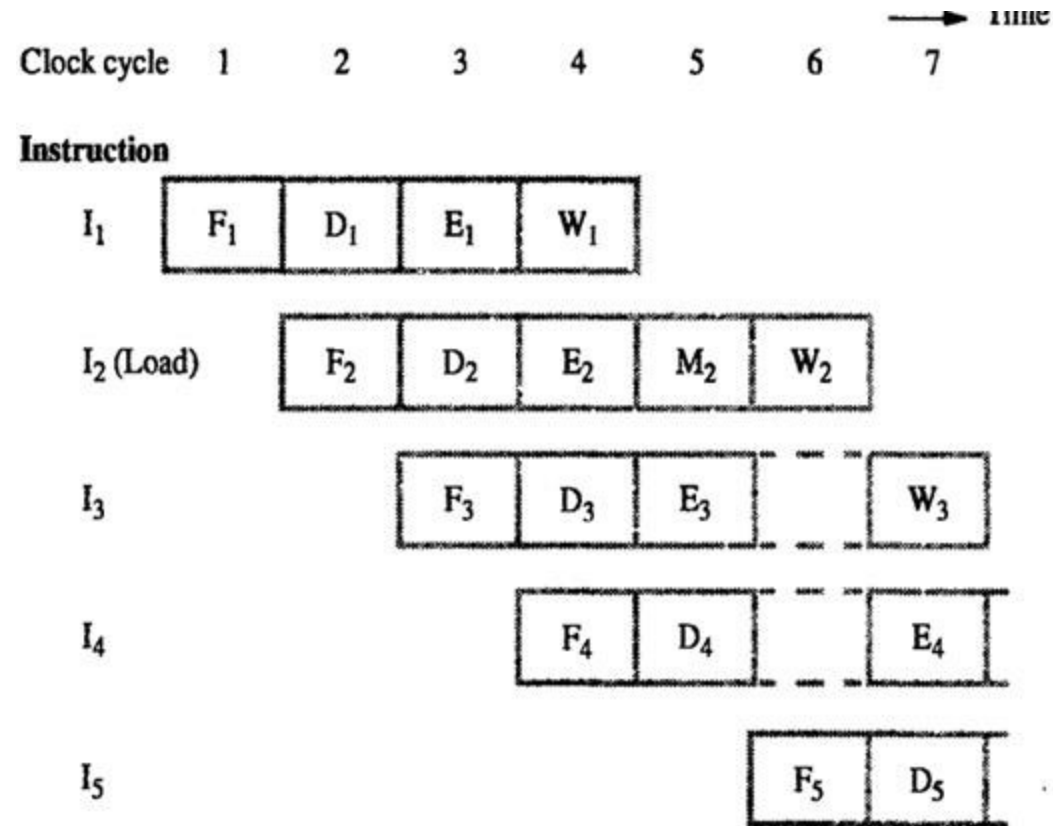 Time
Clock cycle 1 2 3 4 5 6 7
Instruction
I₁ F₁ D₁ E₁ W₁
I₂ (Load) F₂ D₂ E₂ M₂ W₂
I₃ F₃ D₃ E₃ W₃
I₄ F₄ D₄ E₄
I₅ F₅ D₅